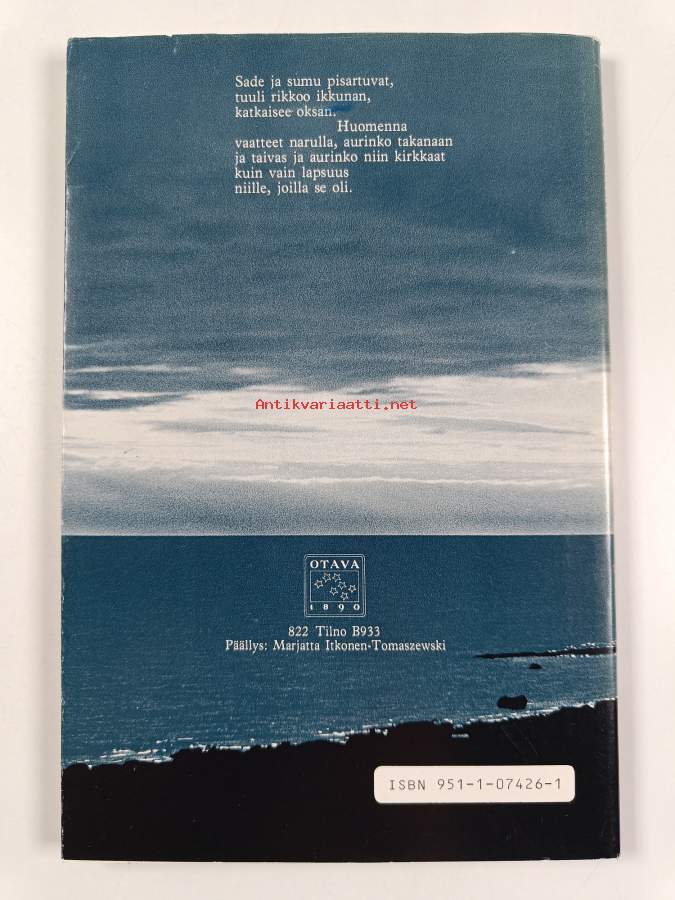 Sade ja sumu pisartuvat,
tuuli rikkoo ikkunan,
katkaisee oksan.
Huomenna
vaatteet narulla, aurinko takanaan
ja taivas ja aurinko niin kirkkaat
kuin vain lapsuus
niille, joilla se oli.
Antikvariaatti.net
OTAVA
1890
822 Tilno B933
Päällys: Marjatta Itkonen-Tomaszewski
ISBN 951-1-07426-1